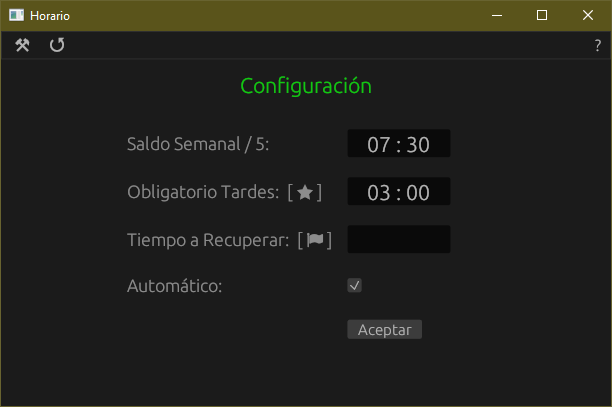 Horario
?
Configuración
Saldo Semanal / 5: 07 : 30
Obligatorio Tardes: [ ★ ] 03 : 00
Tiempo a Recuperar: [ ⚑ ]
Automático: ✓
Aceptar